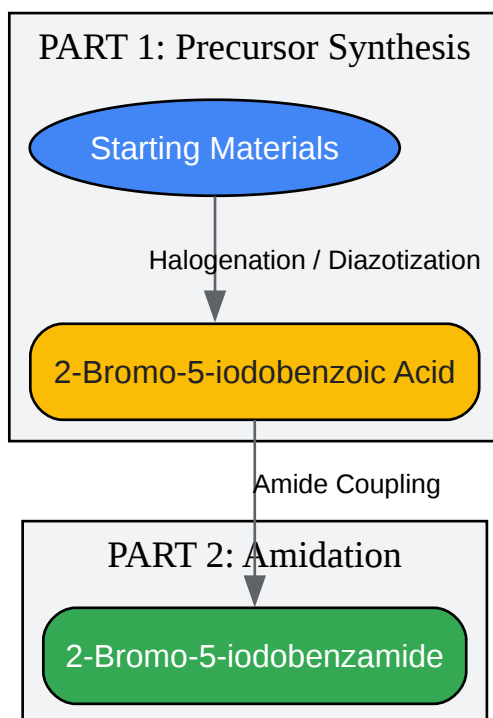 PART 1: Precursor Synthesis
Starting Materials
Halogenation / Diazotization
2-Bromo-5-iodobenzoic Acid
Amide Coupling
PART 2: Amidation
2-Bromo-5-iodobenzamide